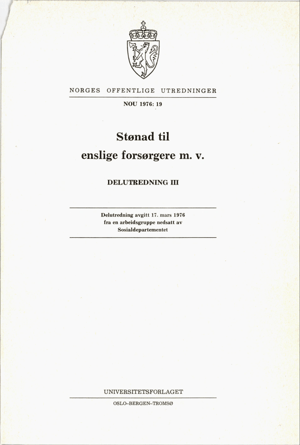 NORGES OFFENTLIGE UTREDNINGER
NOU 1976: 19
Stønad til
enslige forsørgere m. v.
DELUTREDNING III
Delutredning avgitt 17. mars 1976
fra en arbeidsgruppe nedsatt av
Sosialdepartementet
UNIVERSITETSFORLAGET
OSLO–BERGEN–TROMSØ